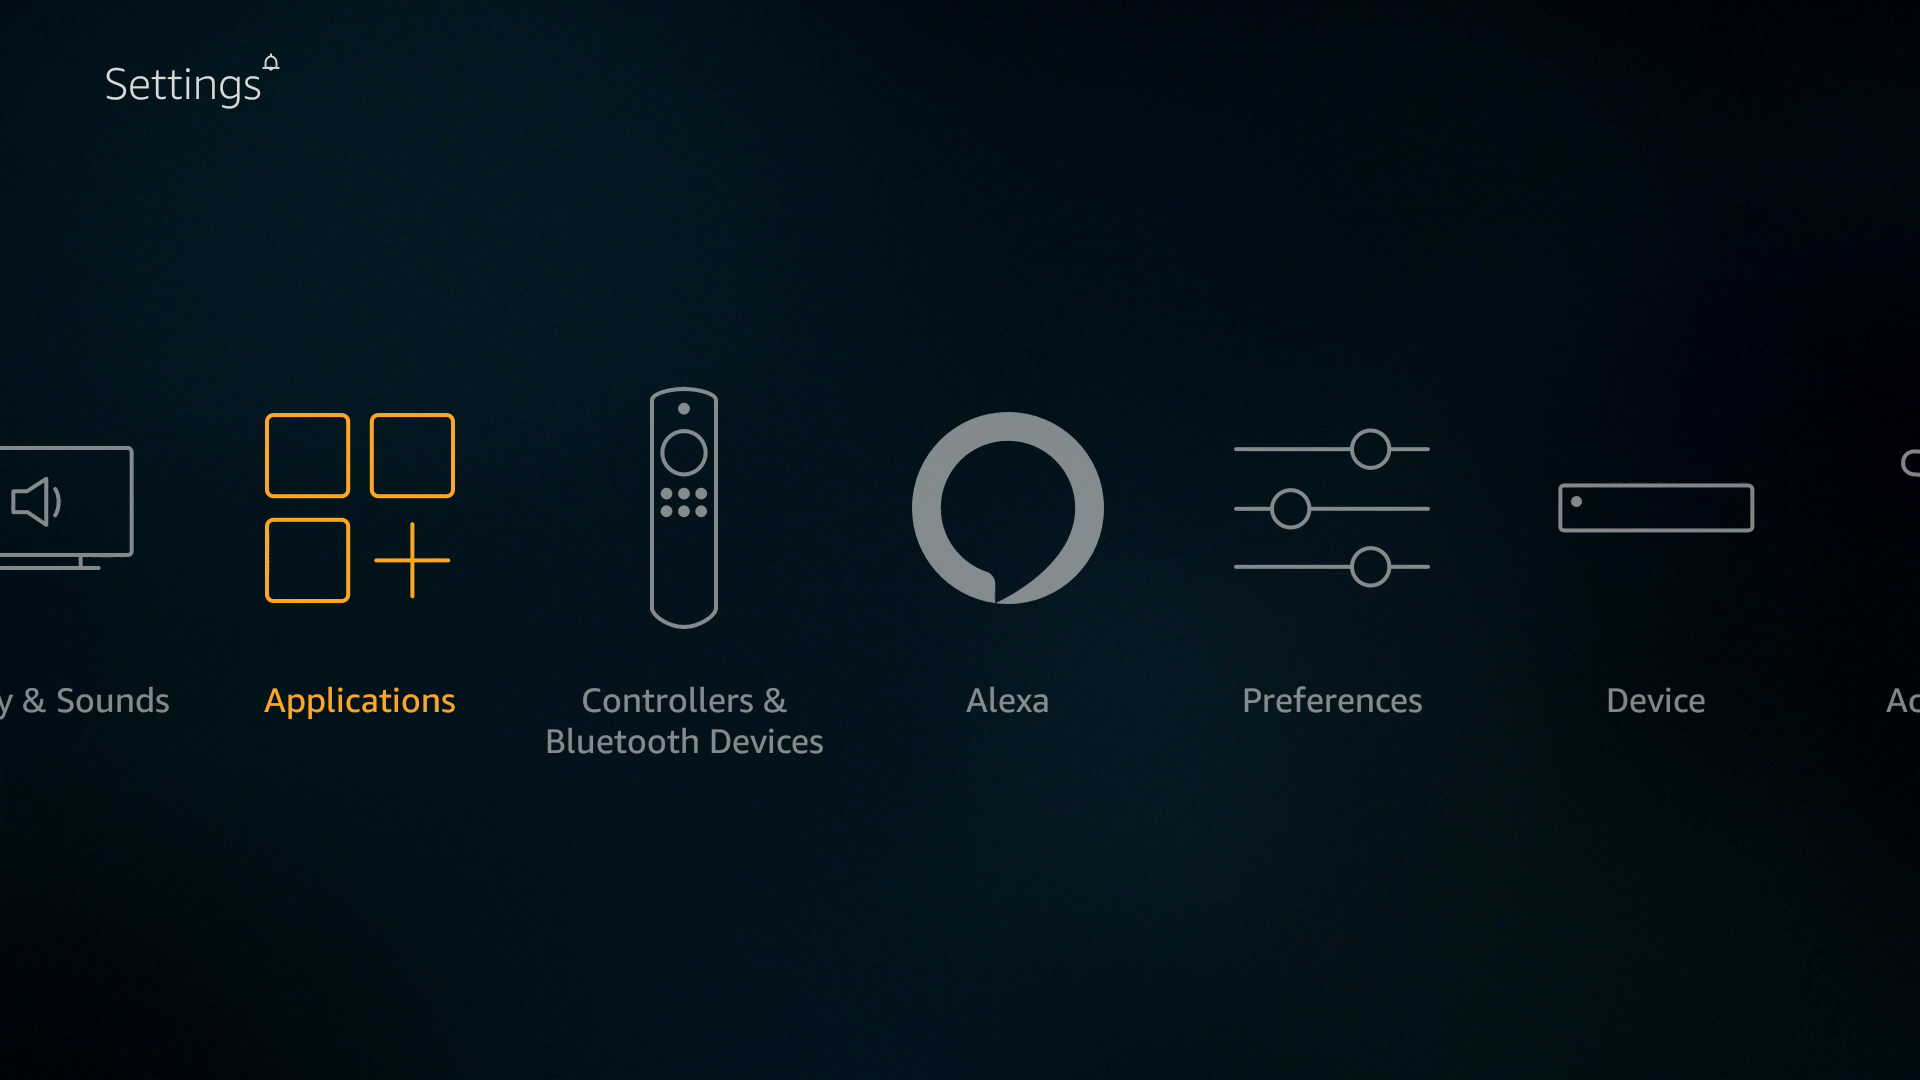 Settings
y & Sounds
Applications
Controllers &
Bluetooth Devices
Alexa
Preferences
Device
Ac